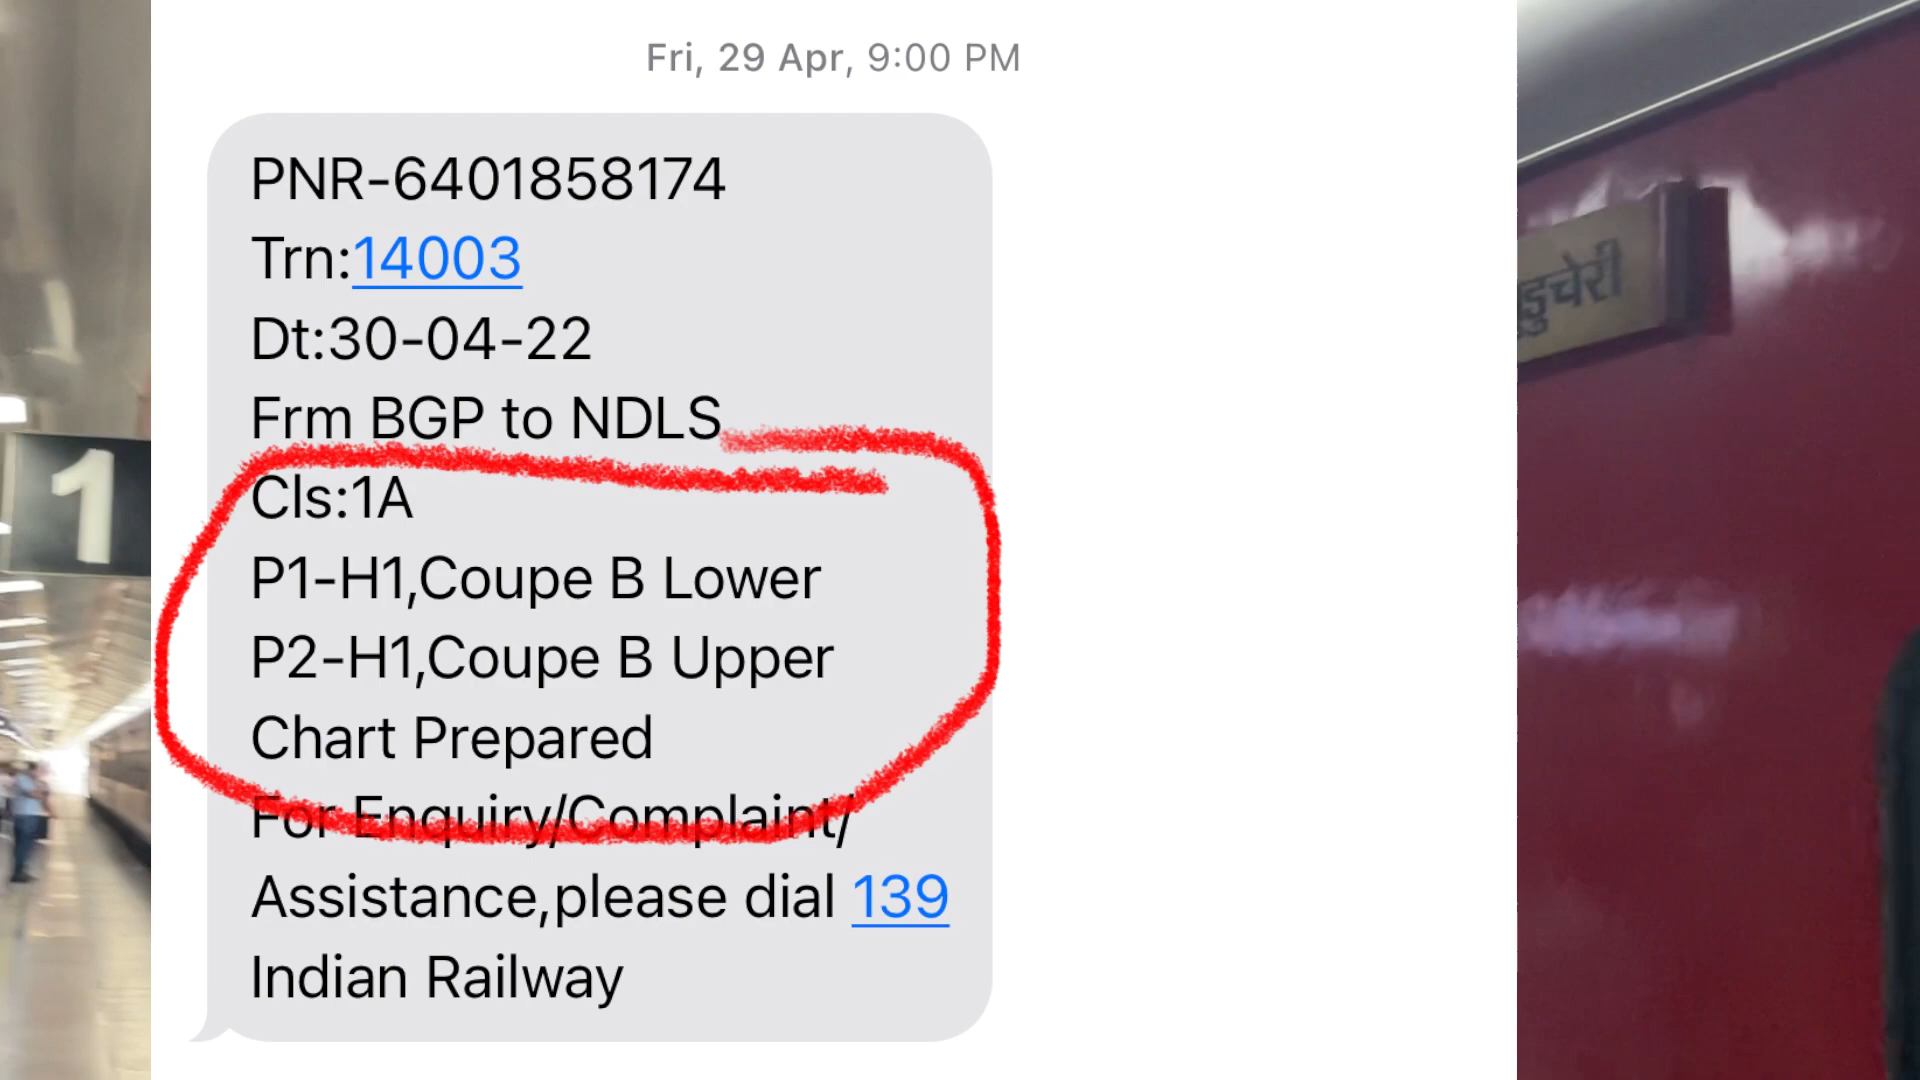 Fri, 29 Apr, 9:00 PM
PNR-6401858174
Trn:14003
Dt:30-04-22
Frm BGP to NDLS
Cls:1A
P1-H1,Coupe B Lower
P2-H1,Coupe B Upper
Chart Prepared
For Enquiry/Complaint/
Assistance,please dial 139
Indian Railway
1